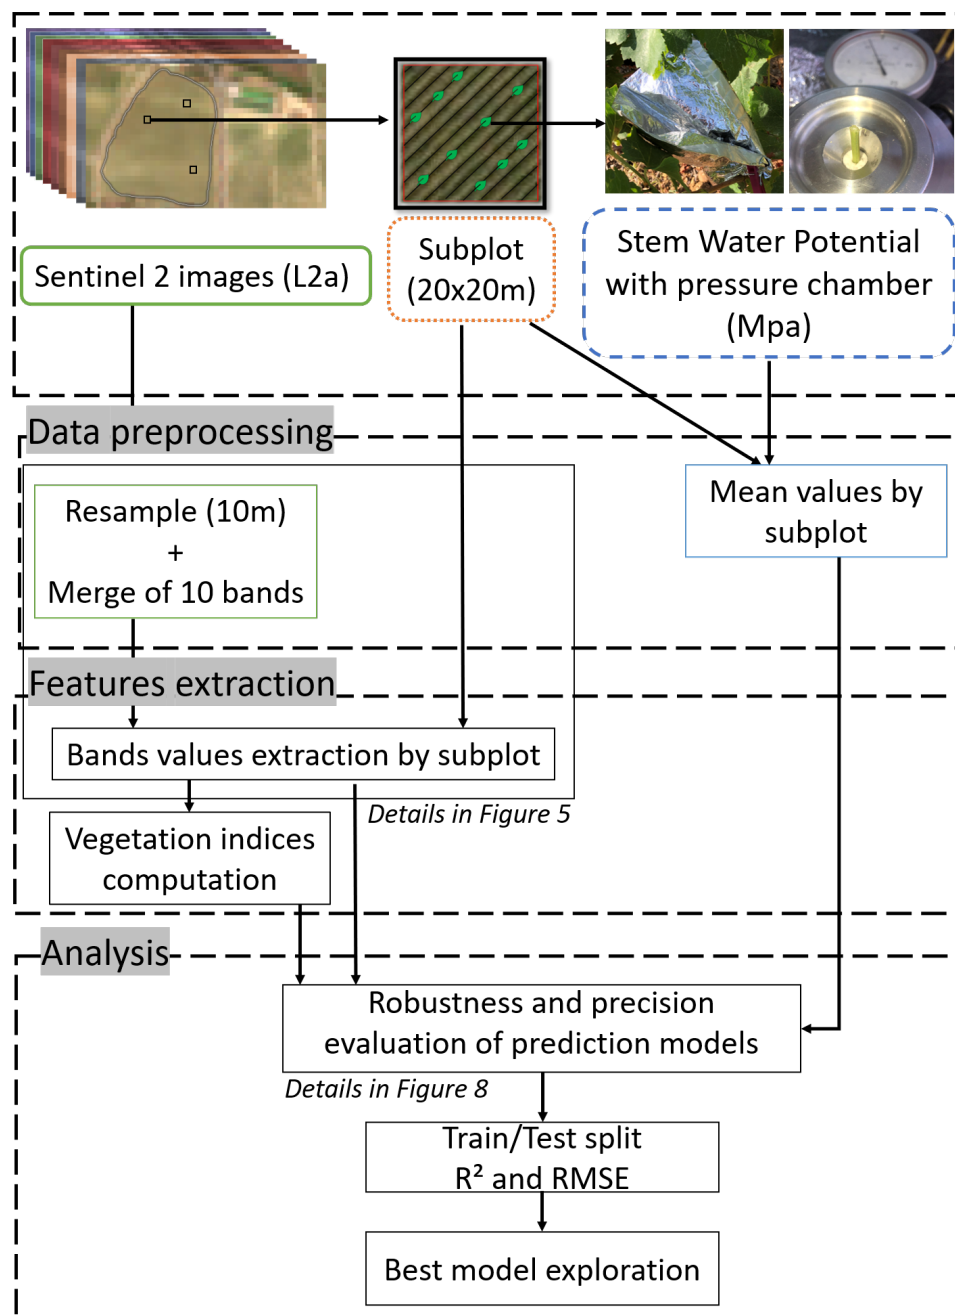 Sentinel 2 images (L2a)
Subplot
(20x20m)
Stem Water Potential
with pressure chamber
(Mpa)
Data preprocessing
Resample (10m)
+
Merge of 10 bands
Mean values by
subplot
Features extraction
Bands values extraction by subplot
Details in Figure 5
Vegetation indices
computation
Analysis
Robustness and precision
evaluation of prediction models
Details in Figure 8
Train/Test split
R² and RMSE
Best model exploration